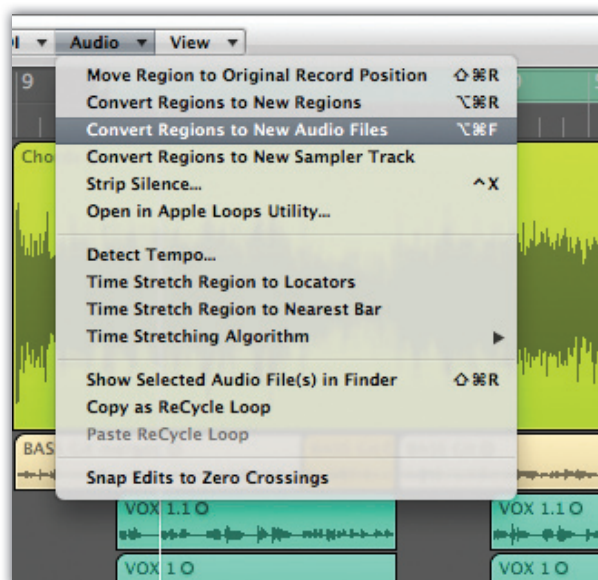 Audio ▼ View ▼
9
Move Region to Original Record Position ⇧⌘R
Convert Regions to New Regions ⌥⌘R
Convert Regions to New Audio Files ⌥⌘F
Convert Regions to New Sampler Track
Strip Silence... ^X
Open in Apple Loops Utility...
Detect Tempo...
Time Stretch Region to Locators
Time Stretch Region to Nearest Bar
Time Stretching Algorithm ▶
Show Selected Audio File(s) in Finder ⇧⌘R
Copy as ReCycle Loop
Paste ReCycle Loop
Snap Edits to Zero Crossings
Cho
BAS
VOX 1.1 O VOX 1.1 O
VOX 1 O VOX 1 O